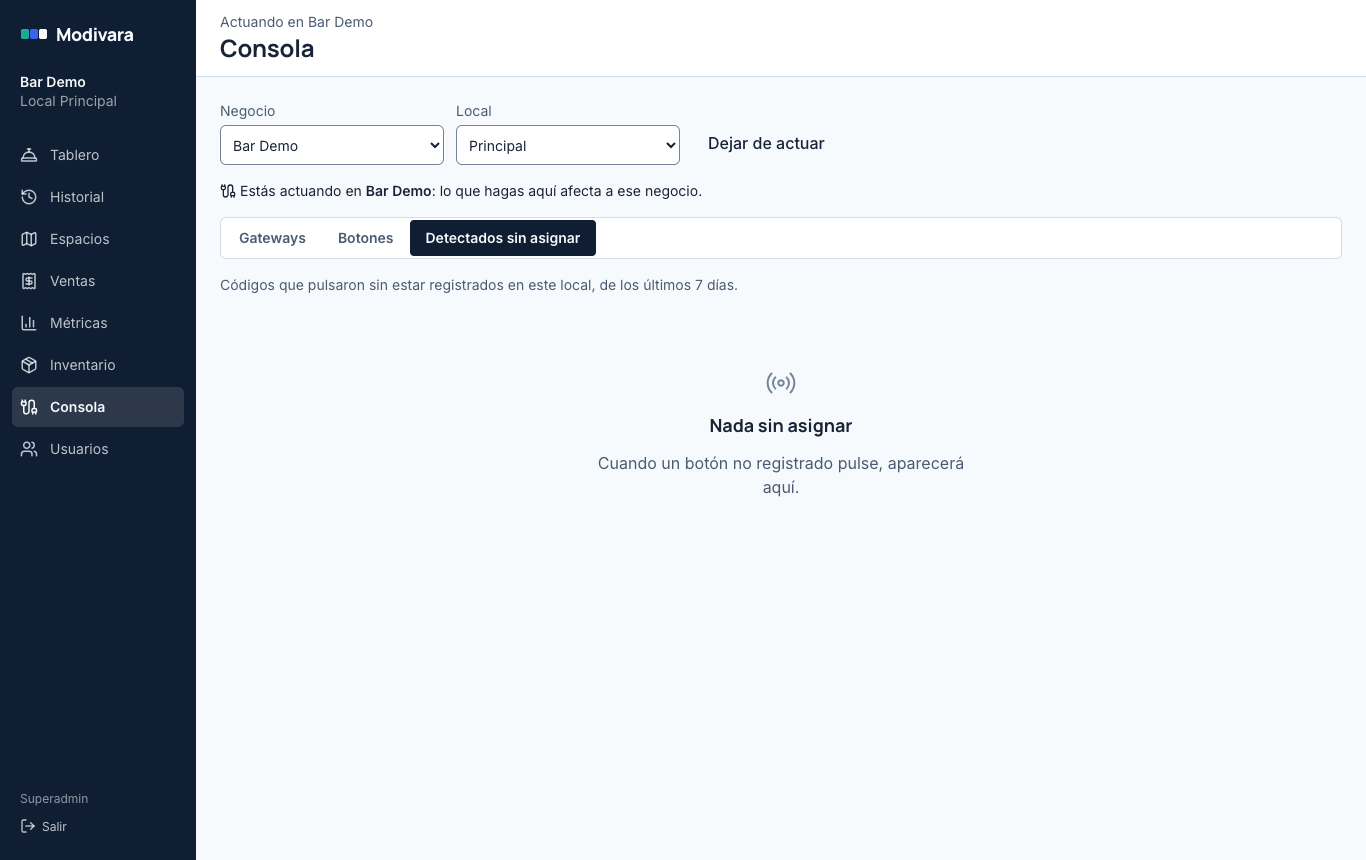 Modivara
Bar Demo
Local Principal
Tablero
Historial
Espacios
Ventas
Métricas
Inventario
Consola
Usuarios
Superadmin
Salir
Actuando en Bar Demo
Consola
Negocio
Local
Bar Demo
Principal
Dejar de actuar
Estás actuando en Bar Demo: lo que hagas aquí afecta a ese negocio.
Gateways
Botones
Detectados sin asignar
Códigos que pulsaron sin estar registrados en este local, de los últimos 7 días.
Nada sin asignar
Cuando un botón no registrado pulse, aparecerá
aquí.